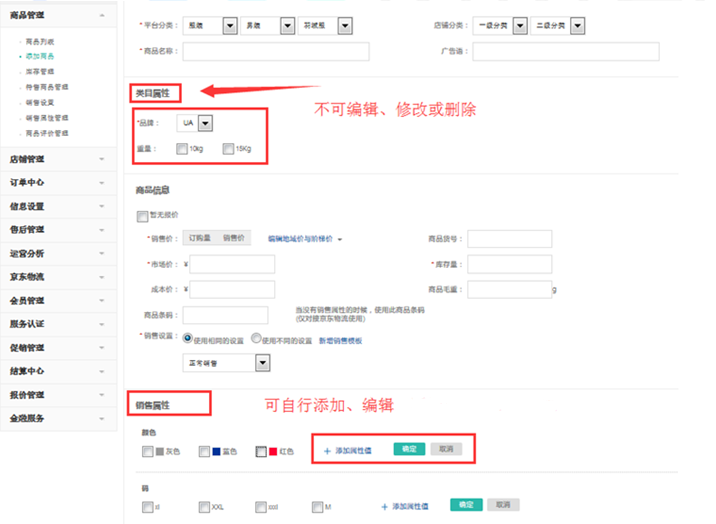 商品管理
商品列表
添加商品
库存管理
待售商品管理
销售设置
销售属性管理
商品评价管理
店铺管理
订单中心
信息设置
售后管理
运营分析
京东物流
会员管理
服务认证
促销管理
结算中心
报价管理
金融服务
*平台分类： 服装 男装 羽绒服 店铺分类： 一级分类 二级分类
*商品名称： 广告语：
类目属性
不可编辑、修改或删除
*品牌： UA
重量： 10kg 15Kg
商品信息
暂无报价
*销售价： 订购量 销售价 编辑地域价与阶梯价 商品货号：
*市场价： ¥ *库存量：
成本价： ¥ 商品毛重： g
商品条码： 当没有销售属性的时候，使用此商品条码
(仅对接京东物流使用)
*销售设置： 使用相同的设置 使用不同的设置 新增销售模板
正常销售
销售属性
可自行添加、编辑
颜色
灰色 蓝色 红色 + 添加属性值 确定 取消
码
xl XXL xxxl M + 添加属性值 确定 取消